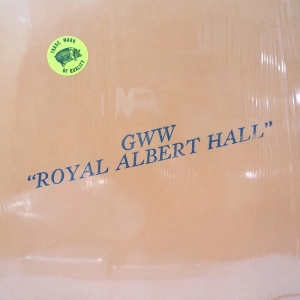 TRADE MARK
OF QUALITY
GWW
“ROYAL ALBERT HALL”